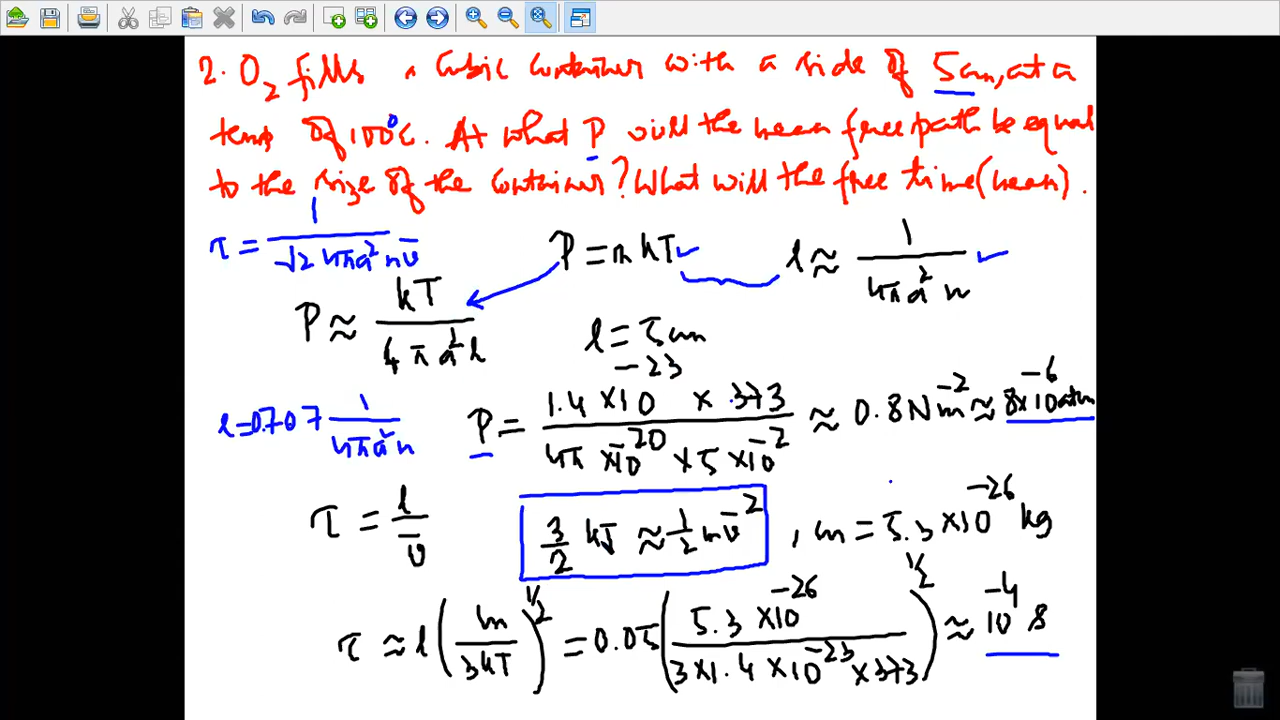 2. O₂ fills a cubic container with a side of 5cm, at a
temp of 100°C. At what P will the mean free path be equal
to the size of the container? What will the free time (mean).
τ = 1 / √2 4πa² n v̄
P = nkT
l ≈ 1 / 4πa² n
P ≈ kT / 4πa² l
l = 5cm
l = 0.707 1 / 4πa² n
P = 1.4 × 10⁻²³ × 373 / 4π × 10⁻²⁰ × 5 × 10⁻² ≈ 0.8 N m⁻² ≈ 8×10⁻⁶ atm
τ = l / v̄
3/2 kT ≈ 1/2 m v̄², m = 5.3 × 10⁻²⁶ kg
τ ≈ l (m / 3kT)^1/2 = 0.05 (5.3 × 10⁻²⁶ / 3 × 1.4 × 10⁻²³ × 373)^1/2 ≈ 10⁻⁴ s